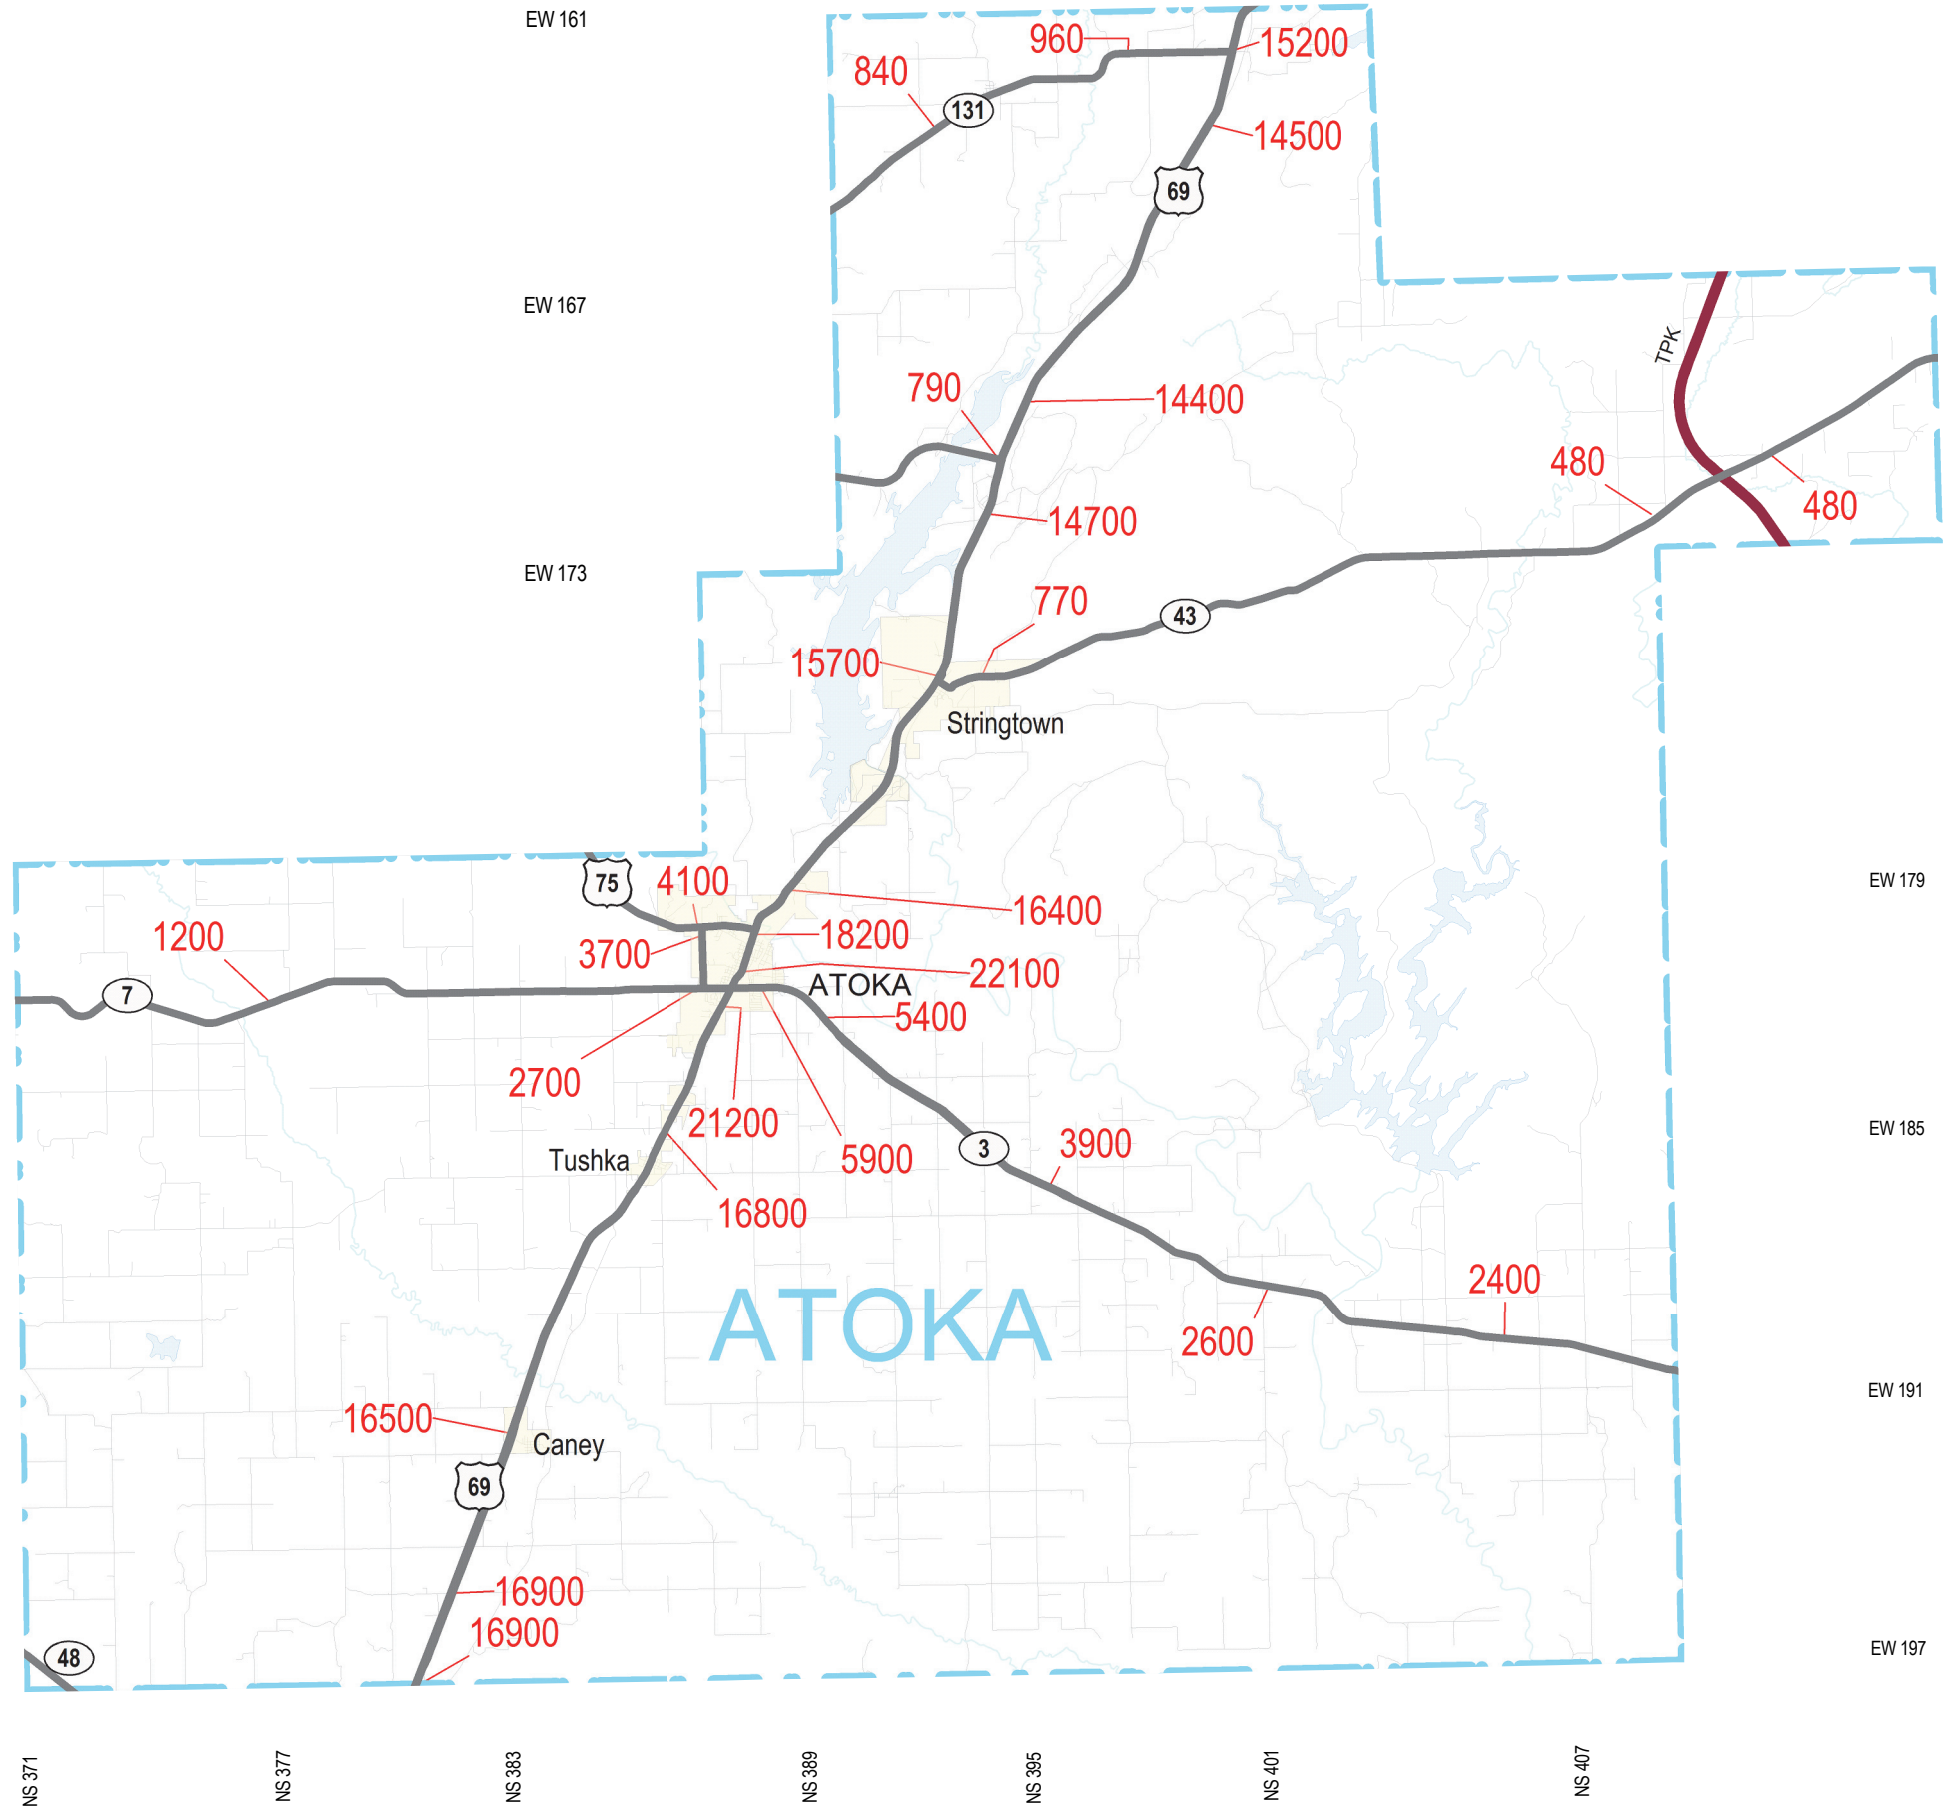 EW 161
960
15200
840
131
14500
69
EW 167
TPK
790
14400
480
480
14700
EW 173
770
43
15700
Stringtown
75
4100
EW 179
16400
1200
18200
3700
22100
7
ATOKA
5400
2700
21200
EW 185
3900
3
5900
Tushka
16800
2400
ATOKA
2600
EW 191
16500
Caney
69
16900
16900
EW 197
48
NS 371
NS 377
NS 383
NS 389
NS 395
NS 401
NS 407